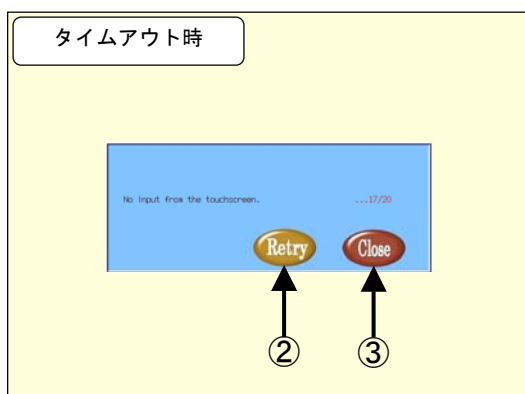 タイムアウト時
No Input from the touchscreen. ...17/20
Retry Close
② ③